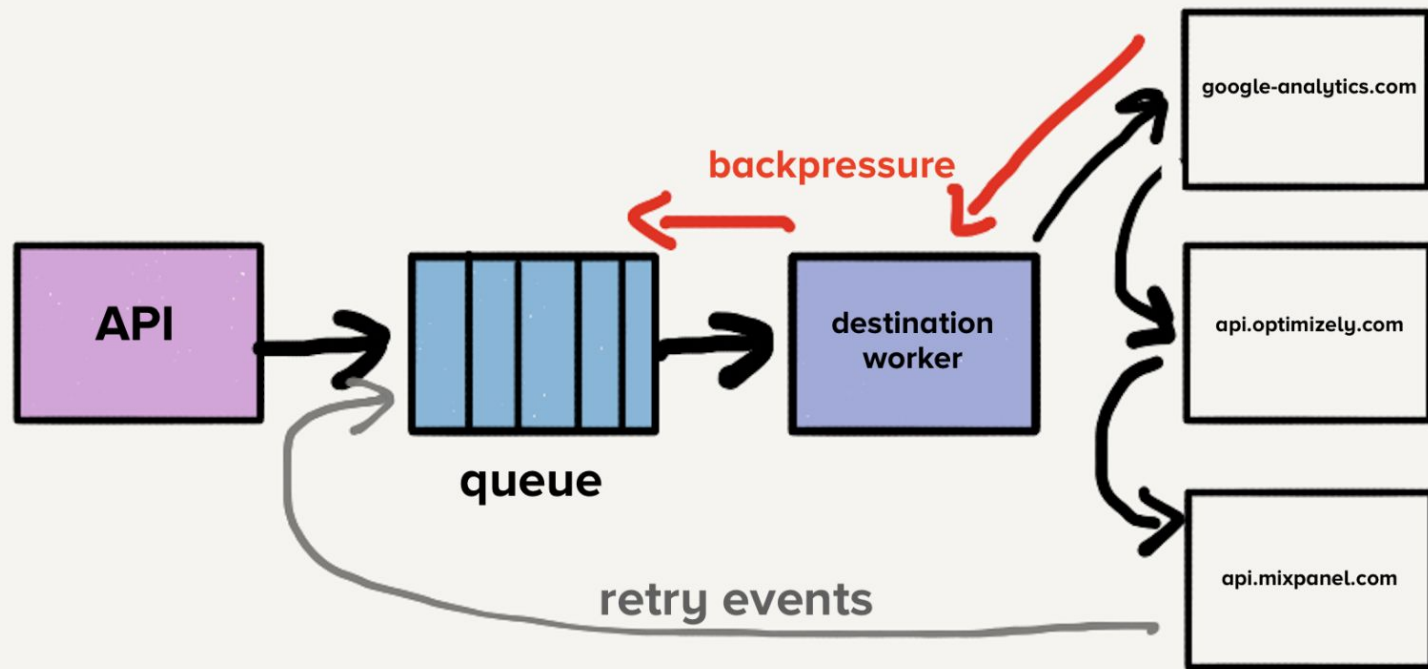 google-analytics.com
backpressure
API
destination
worker
api.optimizely.com
queue
api.mixpanel.com
retry events